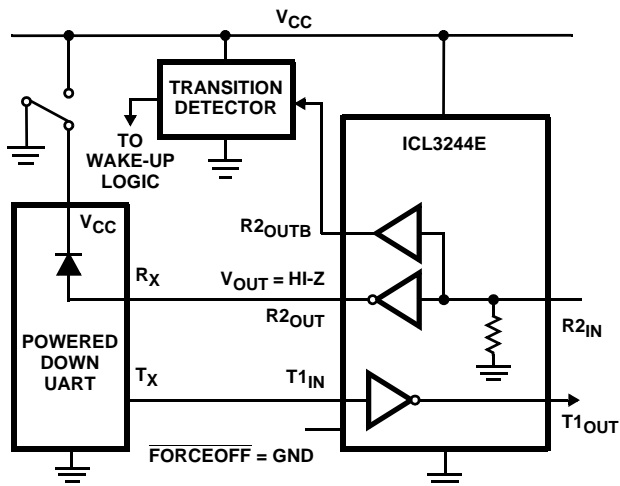 VCC
TRANSITION
DETECTOR
TO
WAKE-UP
LOGIC
ICL3244E
VCC
R2OUTB
RX
VOUT = HI-Z
R2OUT
R2IN
POWERED
DOWN
UART
TX
T1IN
T1OUT
FORCEOFF = GND